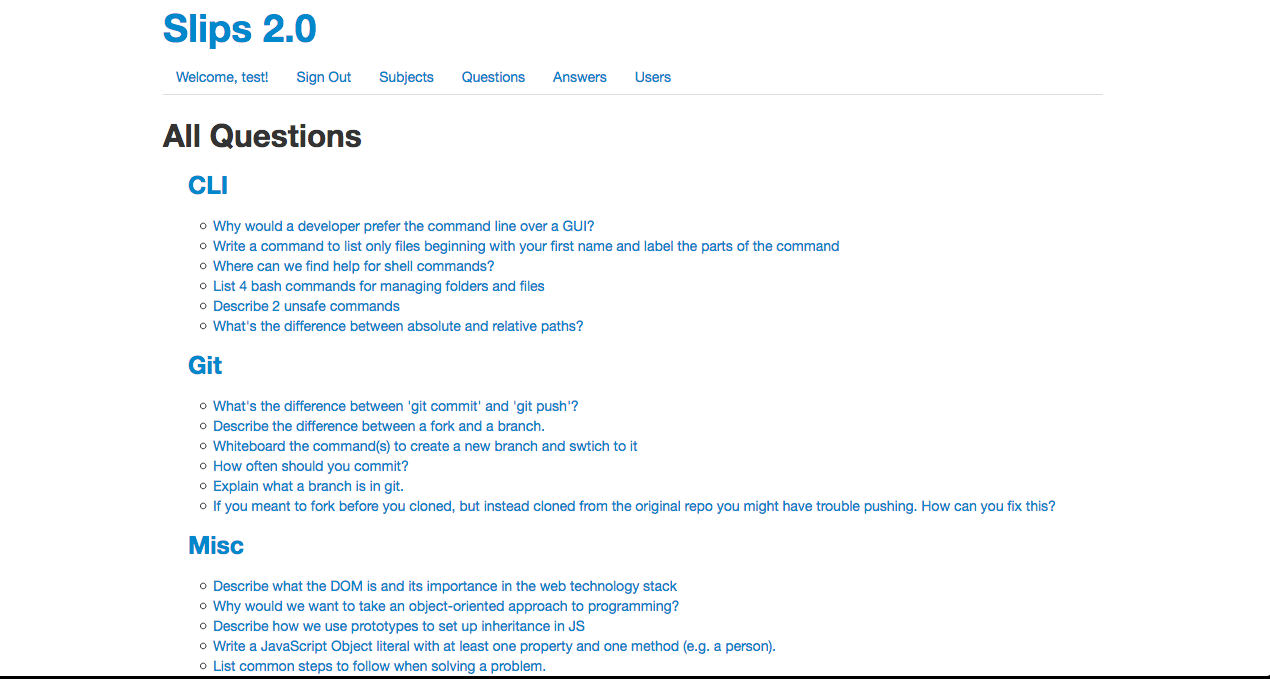 Slips 2.0
Welcome, test! Sign Out Subjects Questions Answers Users
All Questions
CLI
Why would a developer prefer the command line over a GUI?
Write a command to list only files beginning with your first name and label the parts of the command
Where can we find help for shell commands?
List 4 bash commands for managing folders and files
Describe 2 unsafe commands
What's the difference between absolute and relative paths?
Git
What's the difference between 'git commit' and 'git push'?
Describe the difference between a fork and a branch.
Whiteboard the command(s) to create a new branch and swtich to it
How often should you commit?
Explain what a branch is in git.
If you meant to fork before you cloned, but instead cloned from the original repo you might have trouble pushing. How can you fix this?
Misc
Describe what the DOM is and its importance in the web technology stack
Why would we want to take an object-oriented approach to programming?
Describe how we use prototypes to set up inheritance in JS
Write a JavaScript Object literal with at least one property and one method (e.g. a person).
List common steps to follow when solving a problem.